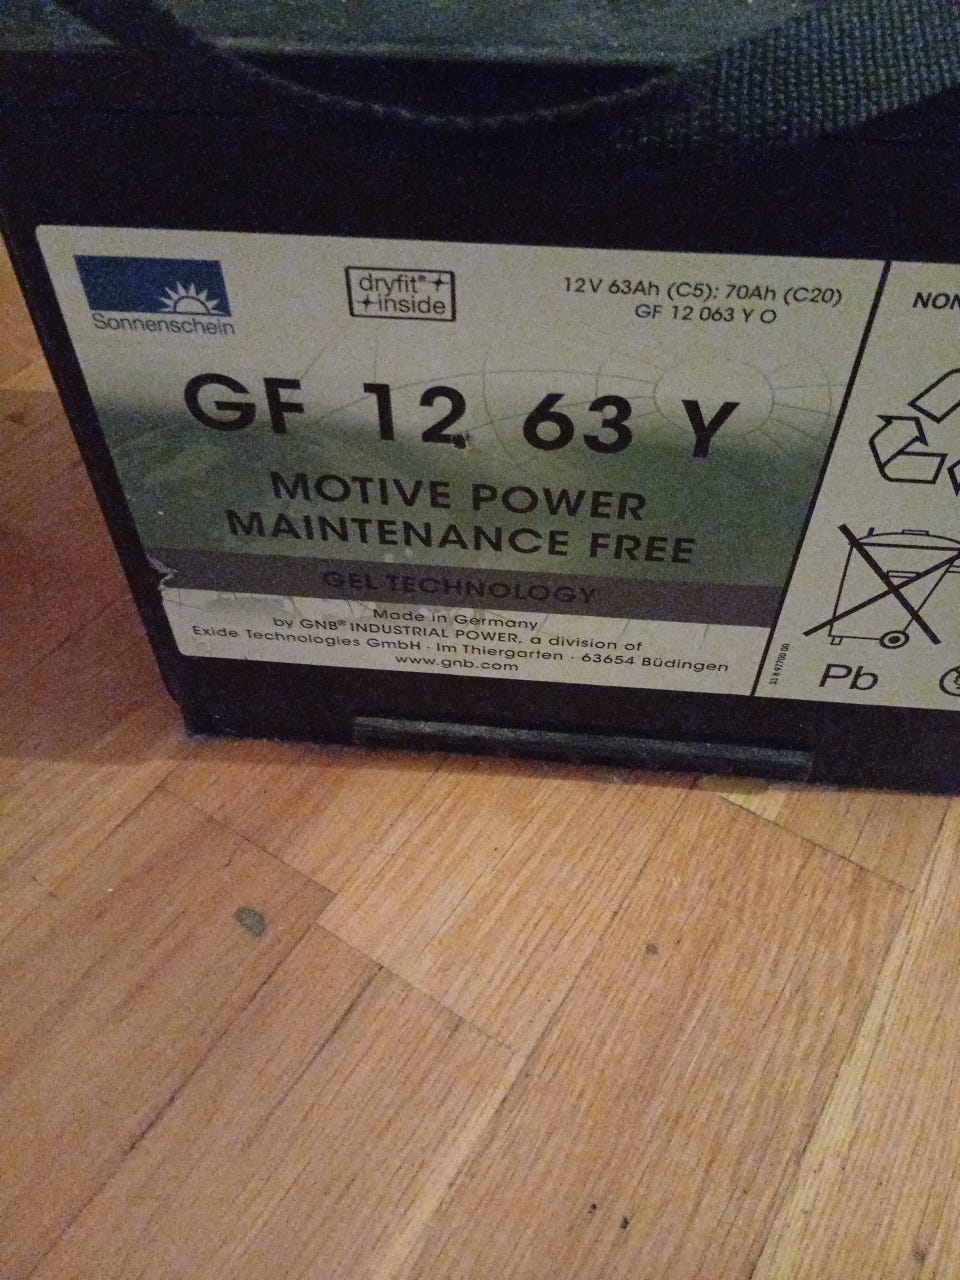 Sonnenschein
dryfit®
inside
12V 63Ah (C5); 70Ah (C20)
GF 12 063 Y O
GF 12 63 Y
MOTIVE POWER
MAINTENANCE FREE
GEL TECHNOLOGY
Made in Germany
by GNB® INDUSTRIAL POWER, a division of
Exide Technologies GmbH · Im Thiergarten · 63654 Büdingen
www.gnb.com
Pb